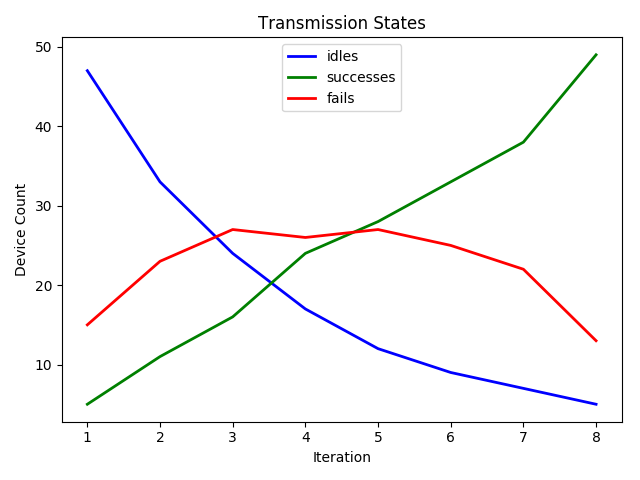 Transmission States
idles
successes
fails
Device Count
50
40
30
20
10
1 2 3 4 5 6 7 8
Iteration